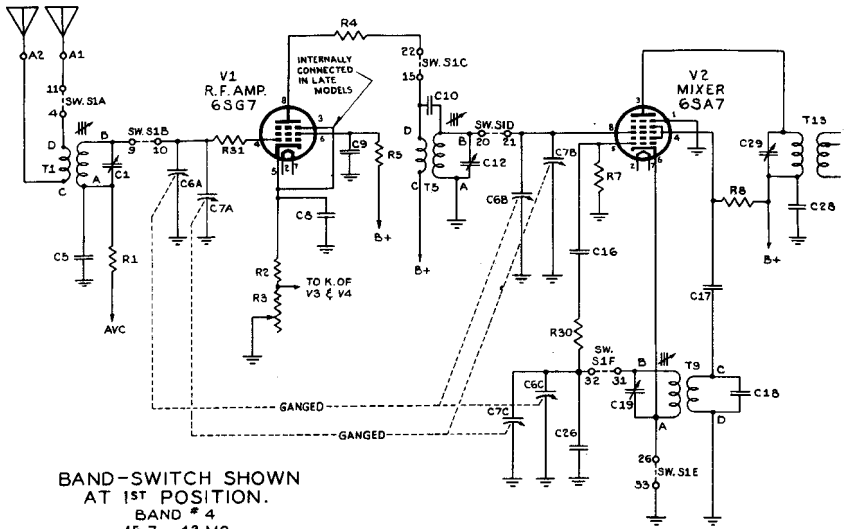 A2
A1
11
SW. S1A
4
D
T1
C
B
A
C1
SW. S1B
9
10
C5
R1
AVC
C6A
C7A
R31
V1
R.F. AMP.
6SG7
8
3
6
4
5
2
7
INTERNALLY
CONNECTED
IN LATE
MODELS
R4
C9
R5
B+
C8
R2
R3
TO K. OF
V3 & V4
22
SW. S1C
15
C10
D
T5
C
B
A
C12
B+
SW. S1D
20
21
C6B
C7B
V2
MIXER
6SA7
3
1
4
8
5
2
7
6
R7
C16
R30
SW.
S1F
32
31
C7C
C6C
C26
B
C19
A
T9
C
D
C18
C17
R8
C29
T13
C28
B+
26
SW. S1E
33
GANGED
GANGED
BAND-SWITCH SHOWN
AT 1ST POSITION.
BAND #4